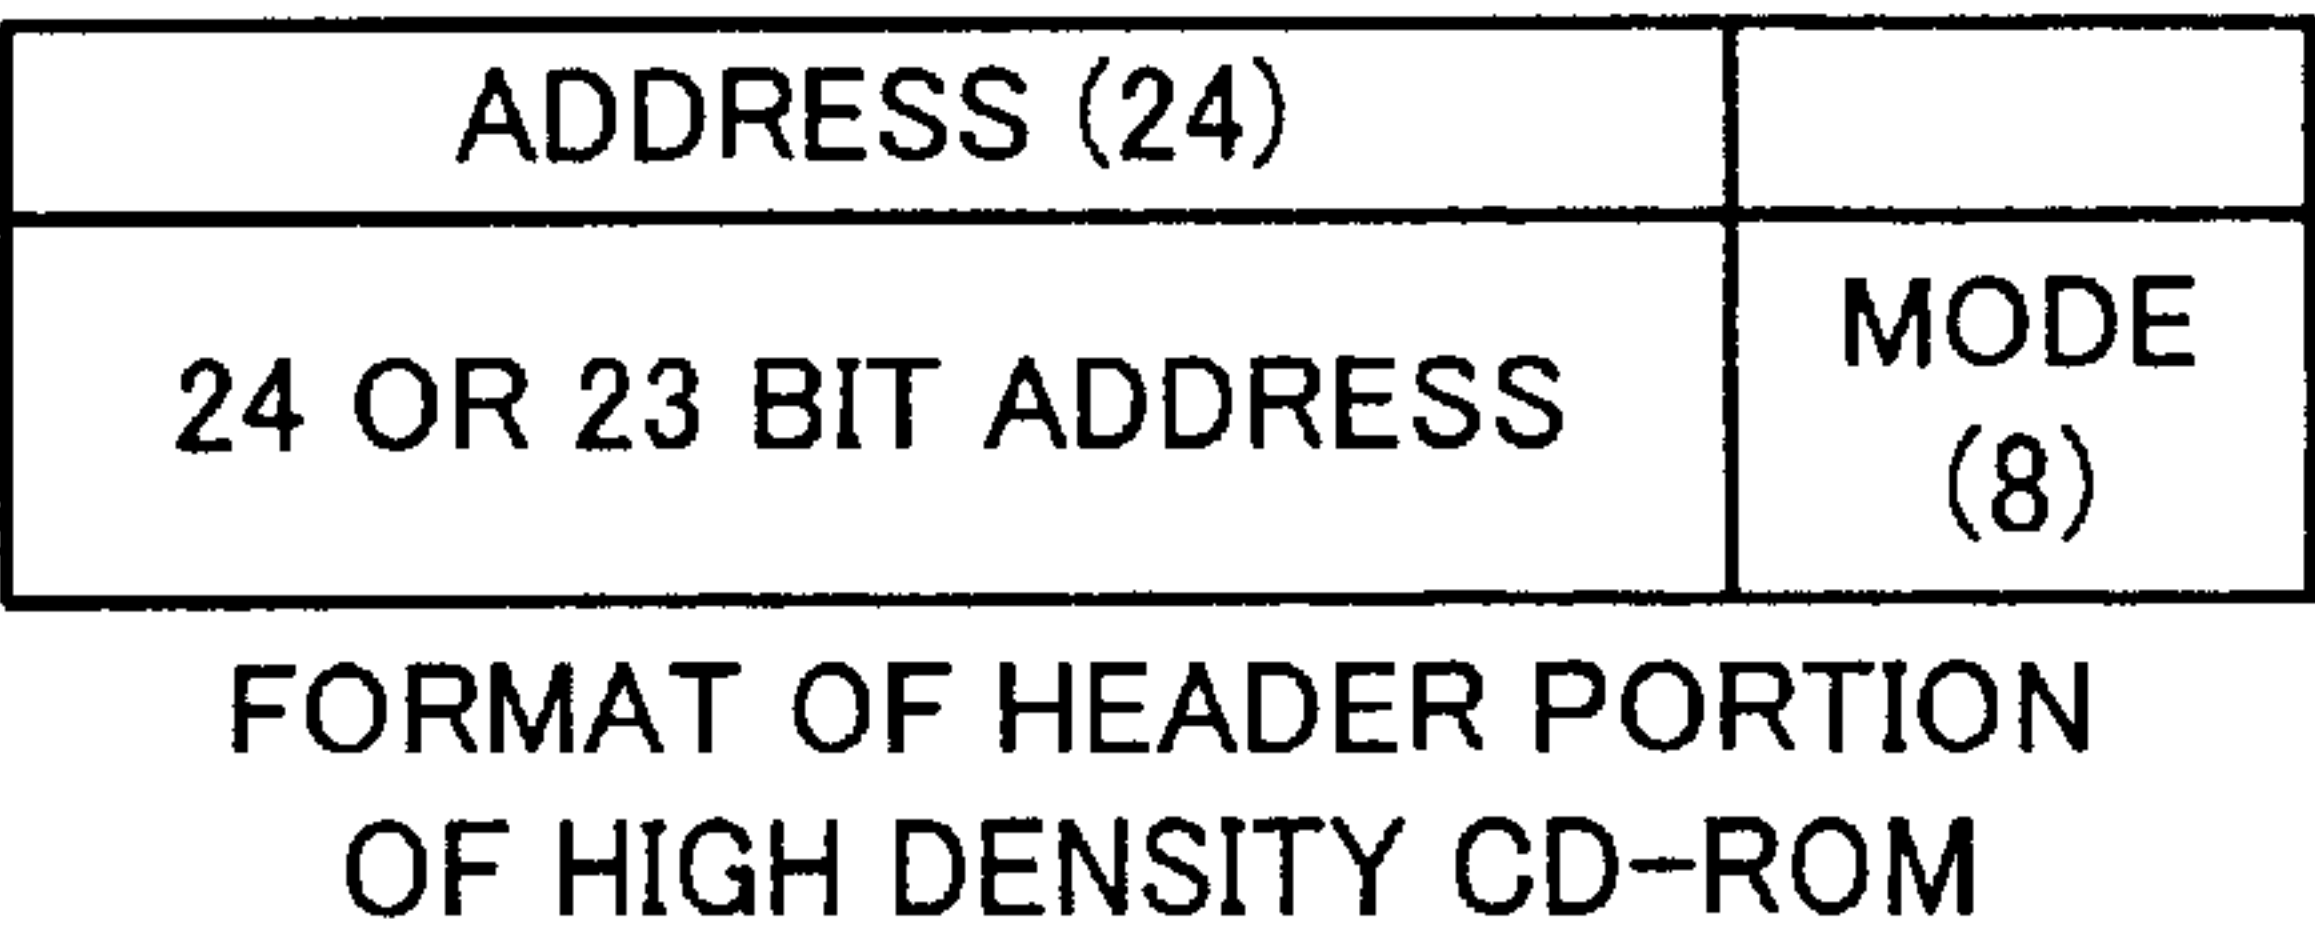 ADDRESS (24)
24 OR 23 BIT ADDRESS
MODE
(8)
FORMAT OF HEADER PORTION
OF HIGH DENSITY CD-ROM